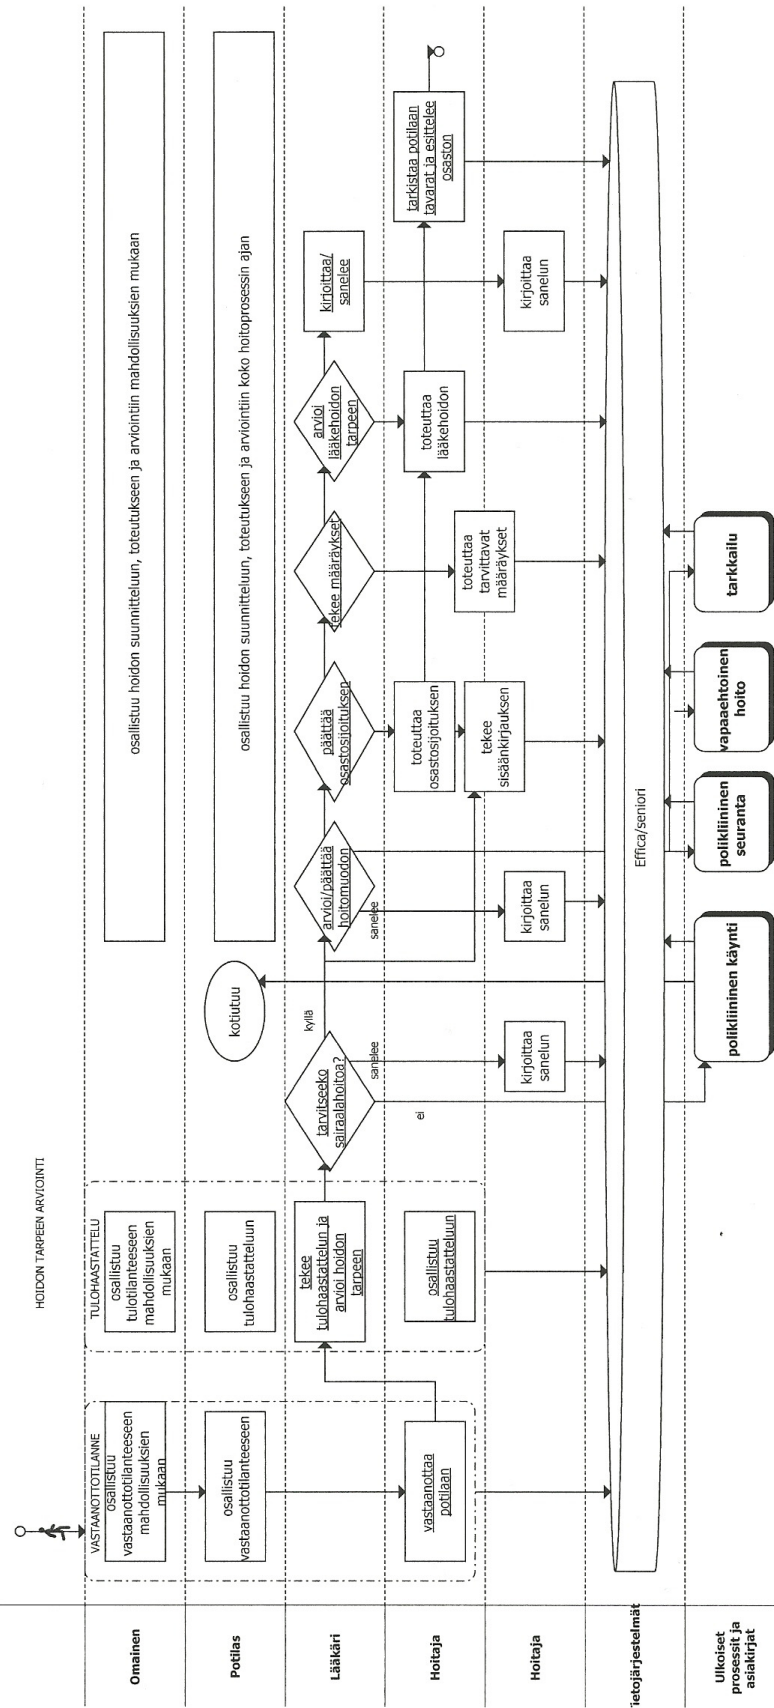 HOIDON TARPEEN ARVIOINTI
Omainen
VASTAANOTTOTILANNE
osallistuu
vastaanottotilanteeseen
mahdollisuuksien
mukaan
TULOHAASTATTELU
osallistuu
tulotilanteeseen
mahdollisuuksien
mukaan
osallistuu hoidon suunnitteluun, toteutukseen ja arviointiin mahdollisuuksien mukaan
Potilas
osallistuu
vastaanottotilanteeseen
osallistuu
tulohaastatteluun
kotiutuu
osallistuu hoidon suunnitteluun, toteutukseen ja arviointiin koko hoitoprosessin ajan
Lääkäri
tekee
tulohaastattelun ja
arvioi hoidon
tarpeen
tarvitseeko
sairaalahoitoa?
kyllä
sanelee
arvioi/päättää
hoitomuodon
sanelee
päättää
osastosijoituksen
tekee määräykset
arvioi
lääkehoidon
tarpeen
kirjoittaa/
sanelee
Hoitaja
vastaanottaa
potilaan
osallistuu
tulohaastatteluun
ei
toteuttaa
osastosijoituksen
toteuttaa
lääkehoidon
tarkistaa potilaan
tavarat ja esittelee
osaston
Hoitaja
kirjoittaa
sanelun
kirjoittaa
sanelun
tekee
sisäänkirjauksen
toteuttaa
tarvittavat
määräykset
kirjoittaa
sanelun
Tietojärjestelmät
Effica/seniori
Ulkoiset
prosessit ja
asiakirjat
polikliininen käynti
polikliininen
seuranta
vapaaehtoinen
hoito
tarkkailu